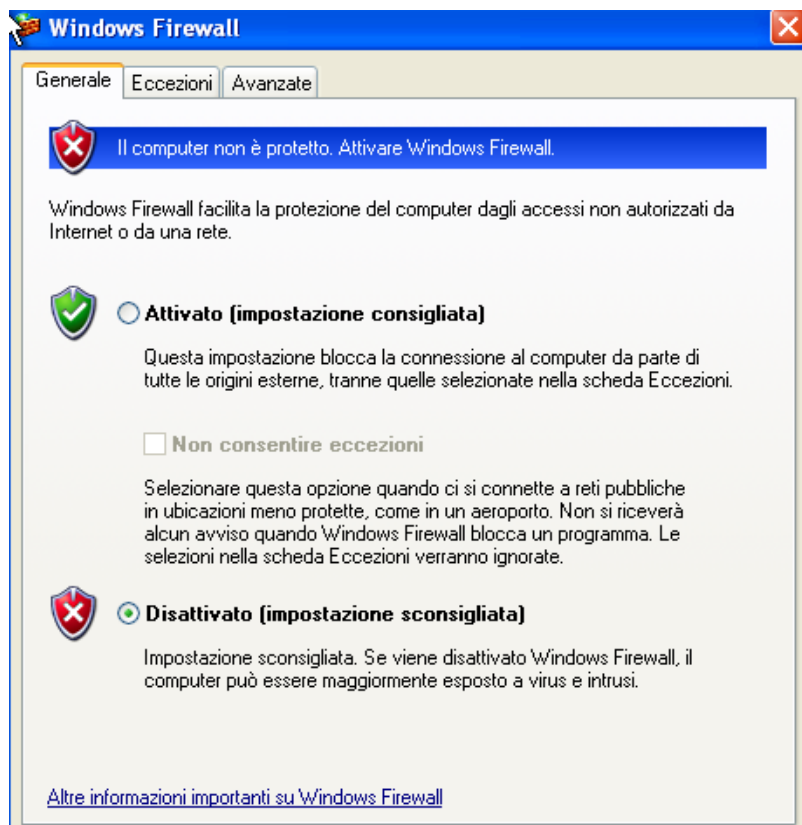 Windows Firewall
Generale Eccezioni Avanzate
Il computer non è protetto. Attivare Windows Firewall.
Windows Firewall facilita la protezione del computer dagli accessi non autorizzati da
Internet o da una rete.
Attivato (impostazione consigliata)
Questa impostazione blocca la connessione al computer da parte di
tutte le origini esterne, tranne quelle selezionate nella scheda Eccezioni.
Non consentire eccezioni
Selezionare questa opzione quando ci si connette a reti pubbliche
in ubicazioni meno protette, come in un aeroporto. Non si riceverà
alcun avviso quando Windows Firewall blocca un programma. Le
selezioni nella scheda Eccezioni verranno ignorate.
Disattivato (impostazione sconsigliata)
Impostazione sconsigliata. Se viene disattivato Windows Firewall, il
computer può essere maggiormente esposto a virus e intrusi.
Altre informazioni importanti su Windows Firewall